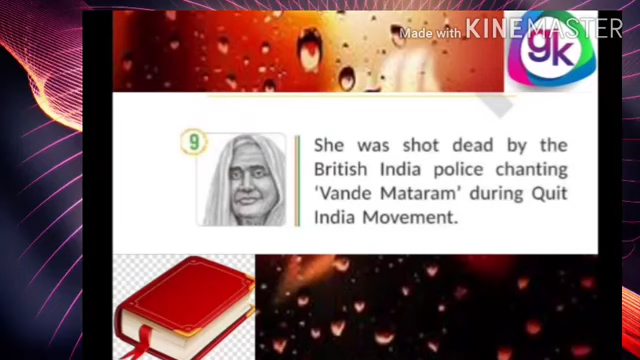 Made with KINEMASTER
gk
9
She was shot dead by the
British India police chanting
'Vande Mataram' during Quit
India Movement.